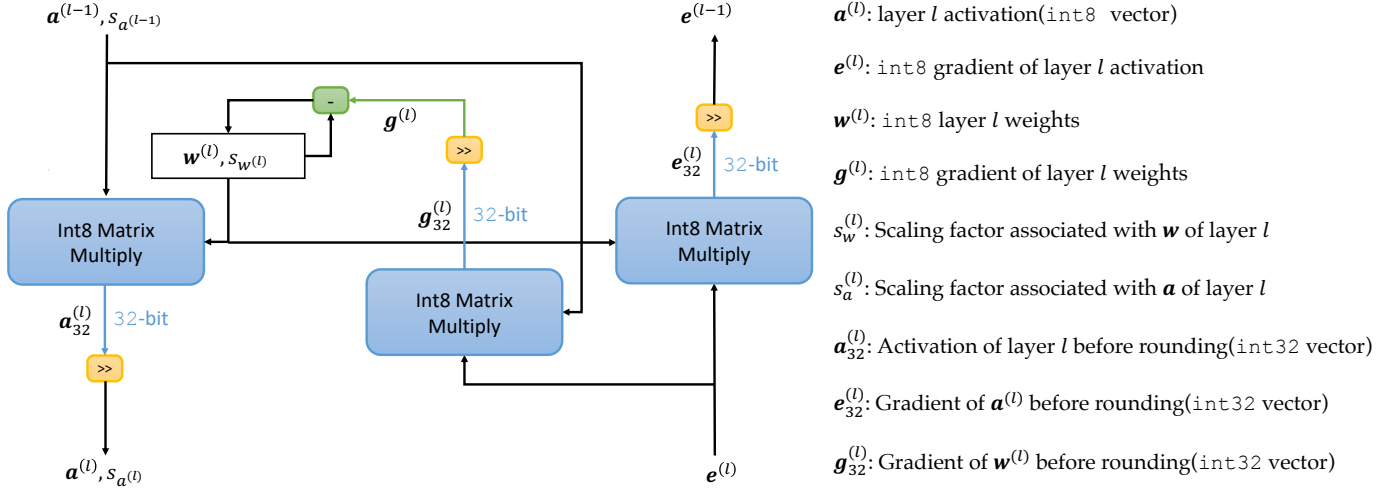 a^(l−1), s_a^(l−1)
e^(l−1)
-
g^(l)
>>
>>
w^(l), s_w^(l)
e_32^(l) 32-bit
g_32^(l) 32-bit
Int8 Matrix
Multiply
Int8 Matrix
Multiply
Int8 Matrix
Multiply
a_32^(l) 32-bit
>>
a^(l), s_a^(l)
e^(l)
a^(l): layer l activation(int8 vector)
e^(l): int8 gradient of layer l activation
w^(l): int8 layer l weights
g^(l): int8 gradient of layer l weights
s_w^(l): Scaling factor associated with w of layer l
s_a^(l): Scaling factor associated with a of layer l
a_32^(l): Activation of layer l before rounding(int32 vector)
e_32^(l): Gradient of a^(l) before rounding(int32 vector)
g_32^(l): Gradient of w^(l) before rounding(int32 vector)